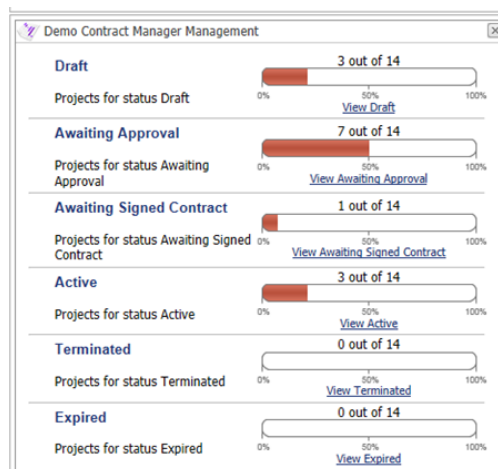 Demo Contract Manager Management
Draft
3 out of 14
Projects for status Draft
0% 50% 100%
View Draft
Awaiting Approval
7 out of 14
Projects for status Awaiting
Approval
0% 50% 100%
View Awaiting Approval
Awaiting Signed Contract
1 out of 14
Projects for status Awaiting Signed
Contract
0% 50% 100%
View Awaiting Signed Contract
Active
3 out of 14
Projects for status Active
0% 50% 100%
View Active
Terminated
0 out of 14
Projects for status Terminated
0% 50% 100%
View Terminated
Expired
0 out of 14
Projects for status Expired
0% 50% 100%
View Expired